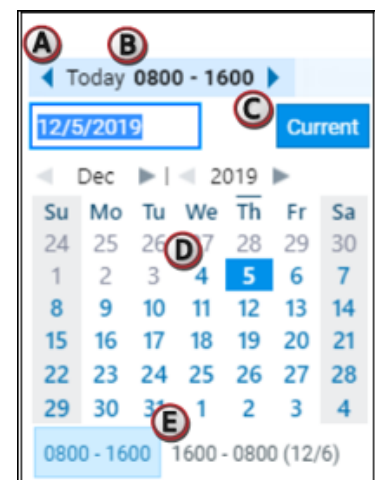 A B
Today 0800 - 1600
C
12/5/2019 Current
Dec | 2019
Su Mo Tu We Th Fr Sa
24 25 26 27 28 29 30
D
1 2 3 4 5 6 7
8 9 10 11 12 13 14
15 16 17 18 19 20 21
22 23 24 25 26 27 28
29 30 31 1 2 3 4
E
0800 - 1600 1600 - 0800 (12/6)